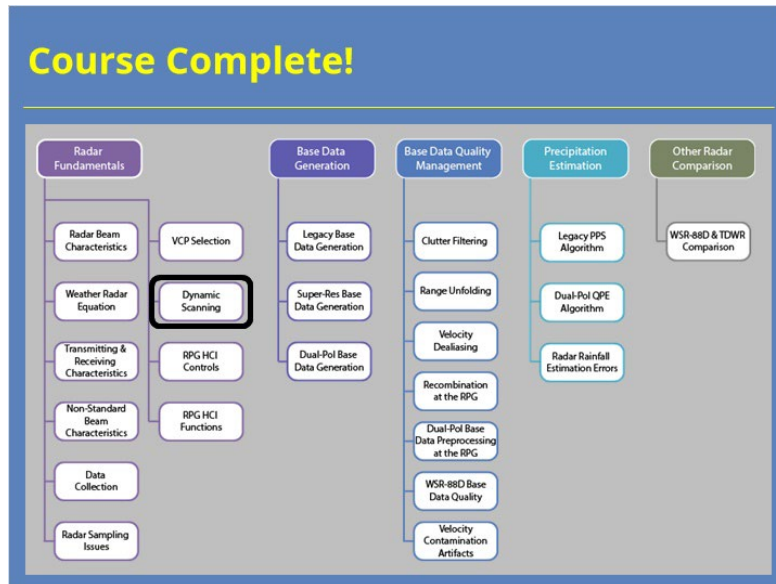 Course Complete!
Radar
Fundamentals
Radar Beam
Characteristics
Weather Radar
Equation
Transmitting &
Receiving
Characteristics
Non-Standard
Beam
Characteristics
Data
Collection
Radar Sampling
Issues
VCP Selection
Dynamic
Scanning
RPG HCI
Controls
RPG HCI
Functions
Base Data
Generation
Legacy Base
Data Generation
Super-Res Base
Data Generation
Dual-Pol Base
Data Generation
Base Data Quality
Management
Clutter Filtering
Range Unfolding
Velocity
Dealiasing
Recombination
at the RPG
Dual-Pol Base
Data Preprocessing
at the RPG
WSR-88D Base
Data Quality
Velocity
Contamination
Artifacts
Precipitation
Estimation
Legacy PPS
Algorithm
Dual-Pol QPE
Algorithm
Radar Rainfall
Estimation Errors
Other Radar
Comparison
WSR-88D & TDWR
Comparison